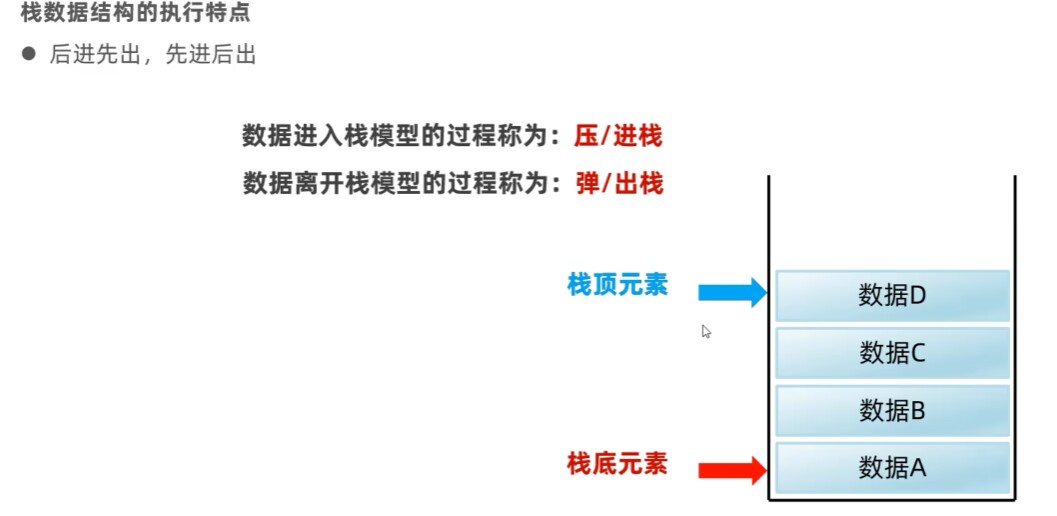 栈数据结构的执行特点
● 后进先出，先进后出
数据进入栈模型的过程称为：压/进栈
数据离开栈模型的过程称为：弹/出栈
栈顶元素
数据D
数据C
数据B
栈底元素
数据A